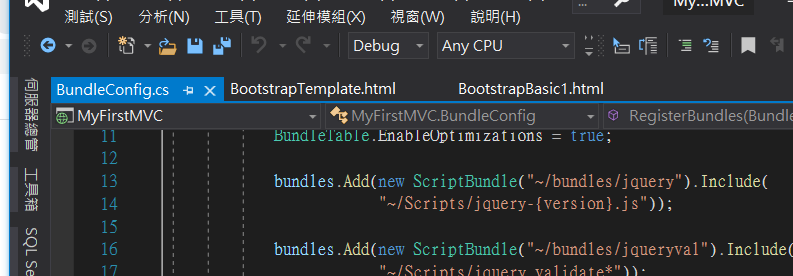 My...MVC
測試(S) 分析(N) 工具(T) 延伸模組(X) 視窗(W) 說明(H)
Debug Any CPU
BundleConfig.cs BootstrapTemplate.html BootstrapBasic1.html
MyFirstMVC MyFirstMVC.BundleConfig RegisterBundles(Bundle
伺服器總管
工具箱
SQL Se
11 BundleTable.EnableOptimizations = true;
12
13 bundles.Add(new ScriptBundle("~/bundles/jquery").Include(
14 "~/Scripts/jquery-{version}.js"));
15
16 bundles.Add(new ScriptBundle("~/bundles/jqueryval").Include(
17 "~/Scripts/jquery.validate*"));